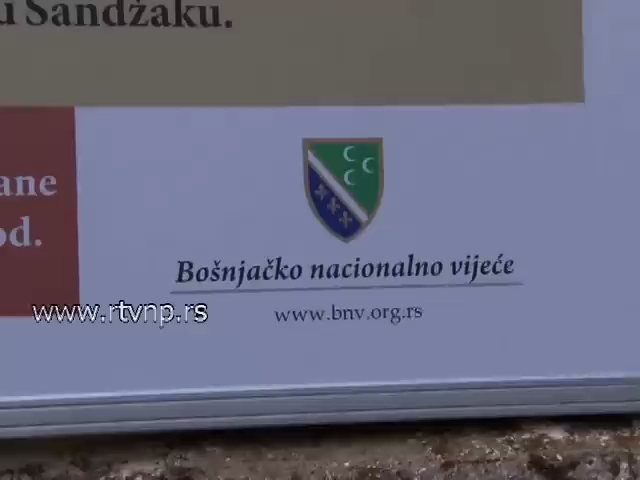 u Sandžaku.
ane
od.
Bošnjačko nacionalno vijeće
www.rtvnp.rs
www.bnv.org.rs